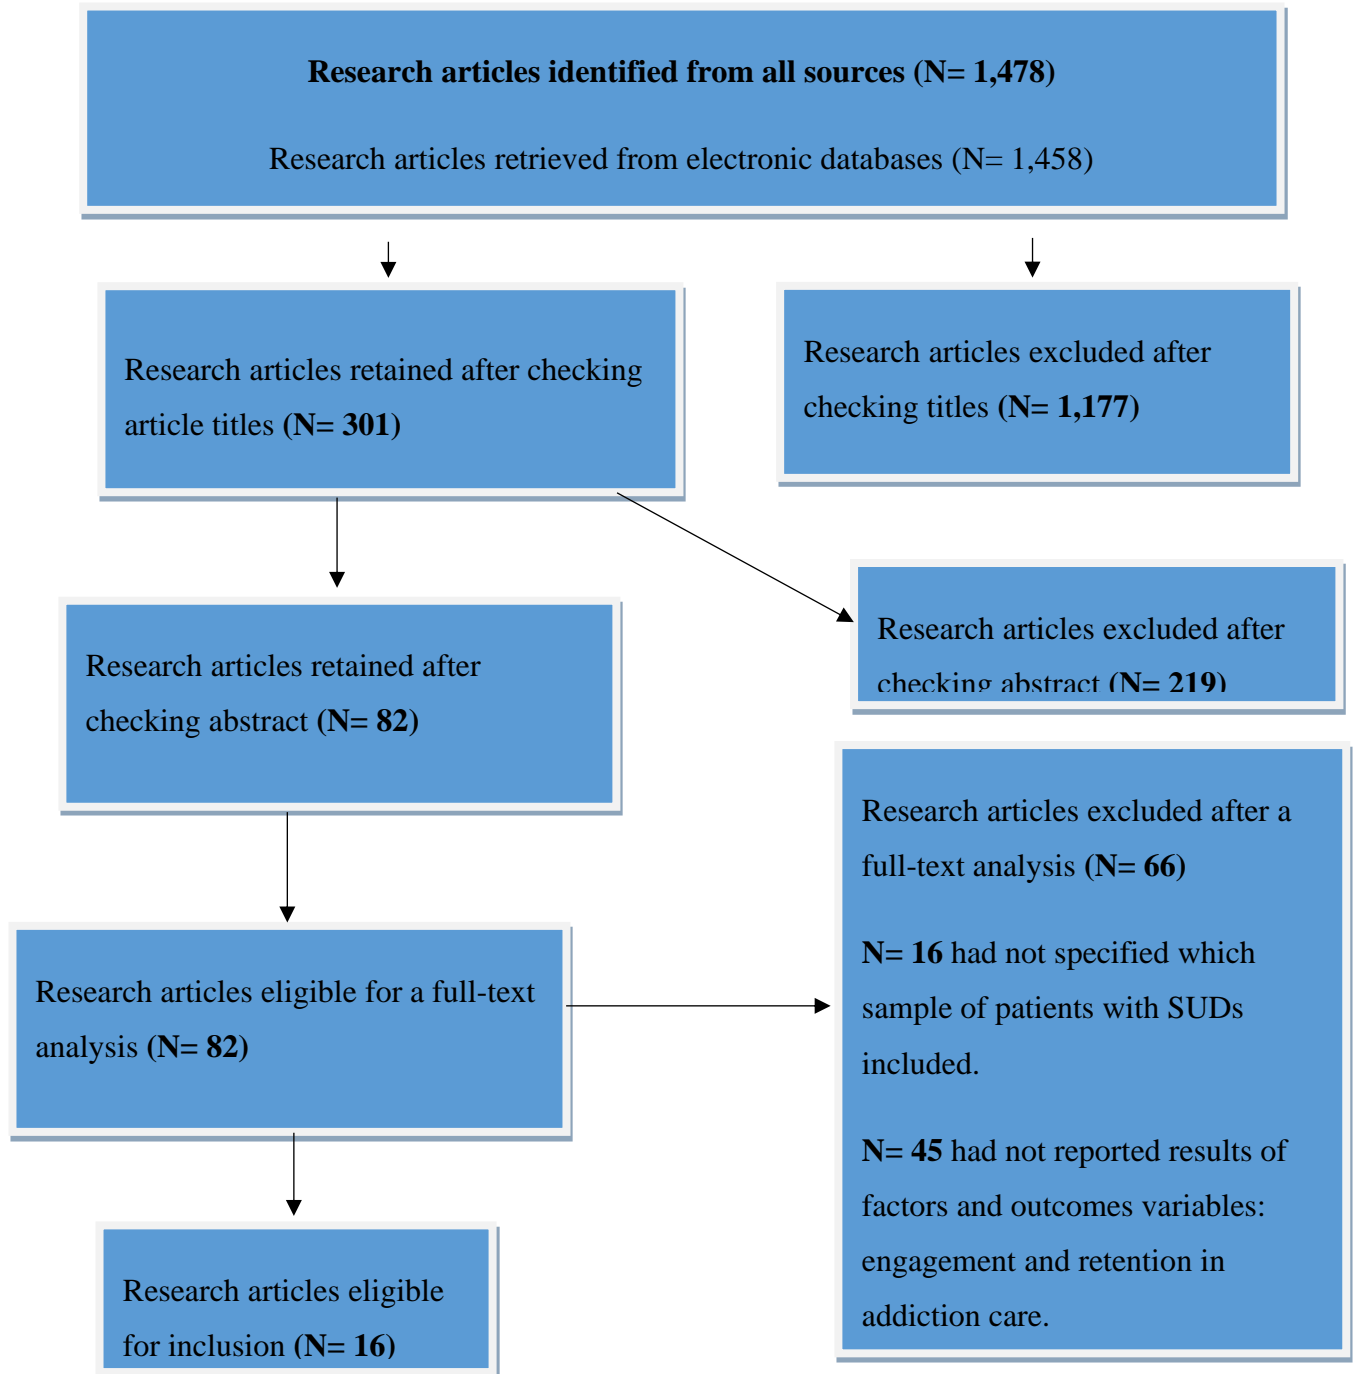 Research articles identified from all sources (N= 1,478)
Research articles retrieved from electronic databases (N= 1,458)
Research articles retained after checking
article titles (N= 301)
Research articles excluded after
checking titles (N= 1,177)
Research articles excluded after
checking abstract (N= 219)
Research articles retained after
checking abstract (N= 82)
Research articles excluded after a
full-text analysis (N= 66)
N= 16 had not specified which
sample of patients with SUDs
included.
N= 45 had not reported results of
factors and outcomes variables:
engagement and retention in
addiction care.
Research articles eligible for a full-text
analysis (N= 82)
Research articles eligible
for inclusion (N= 16)